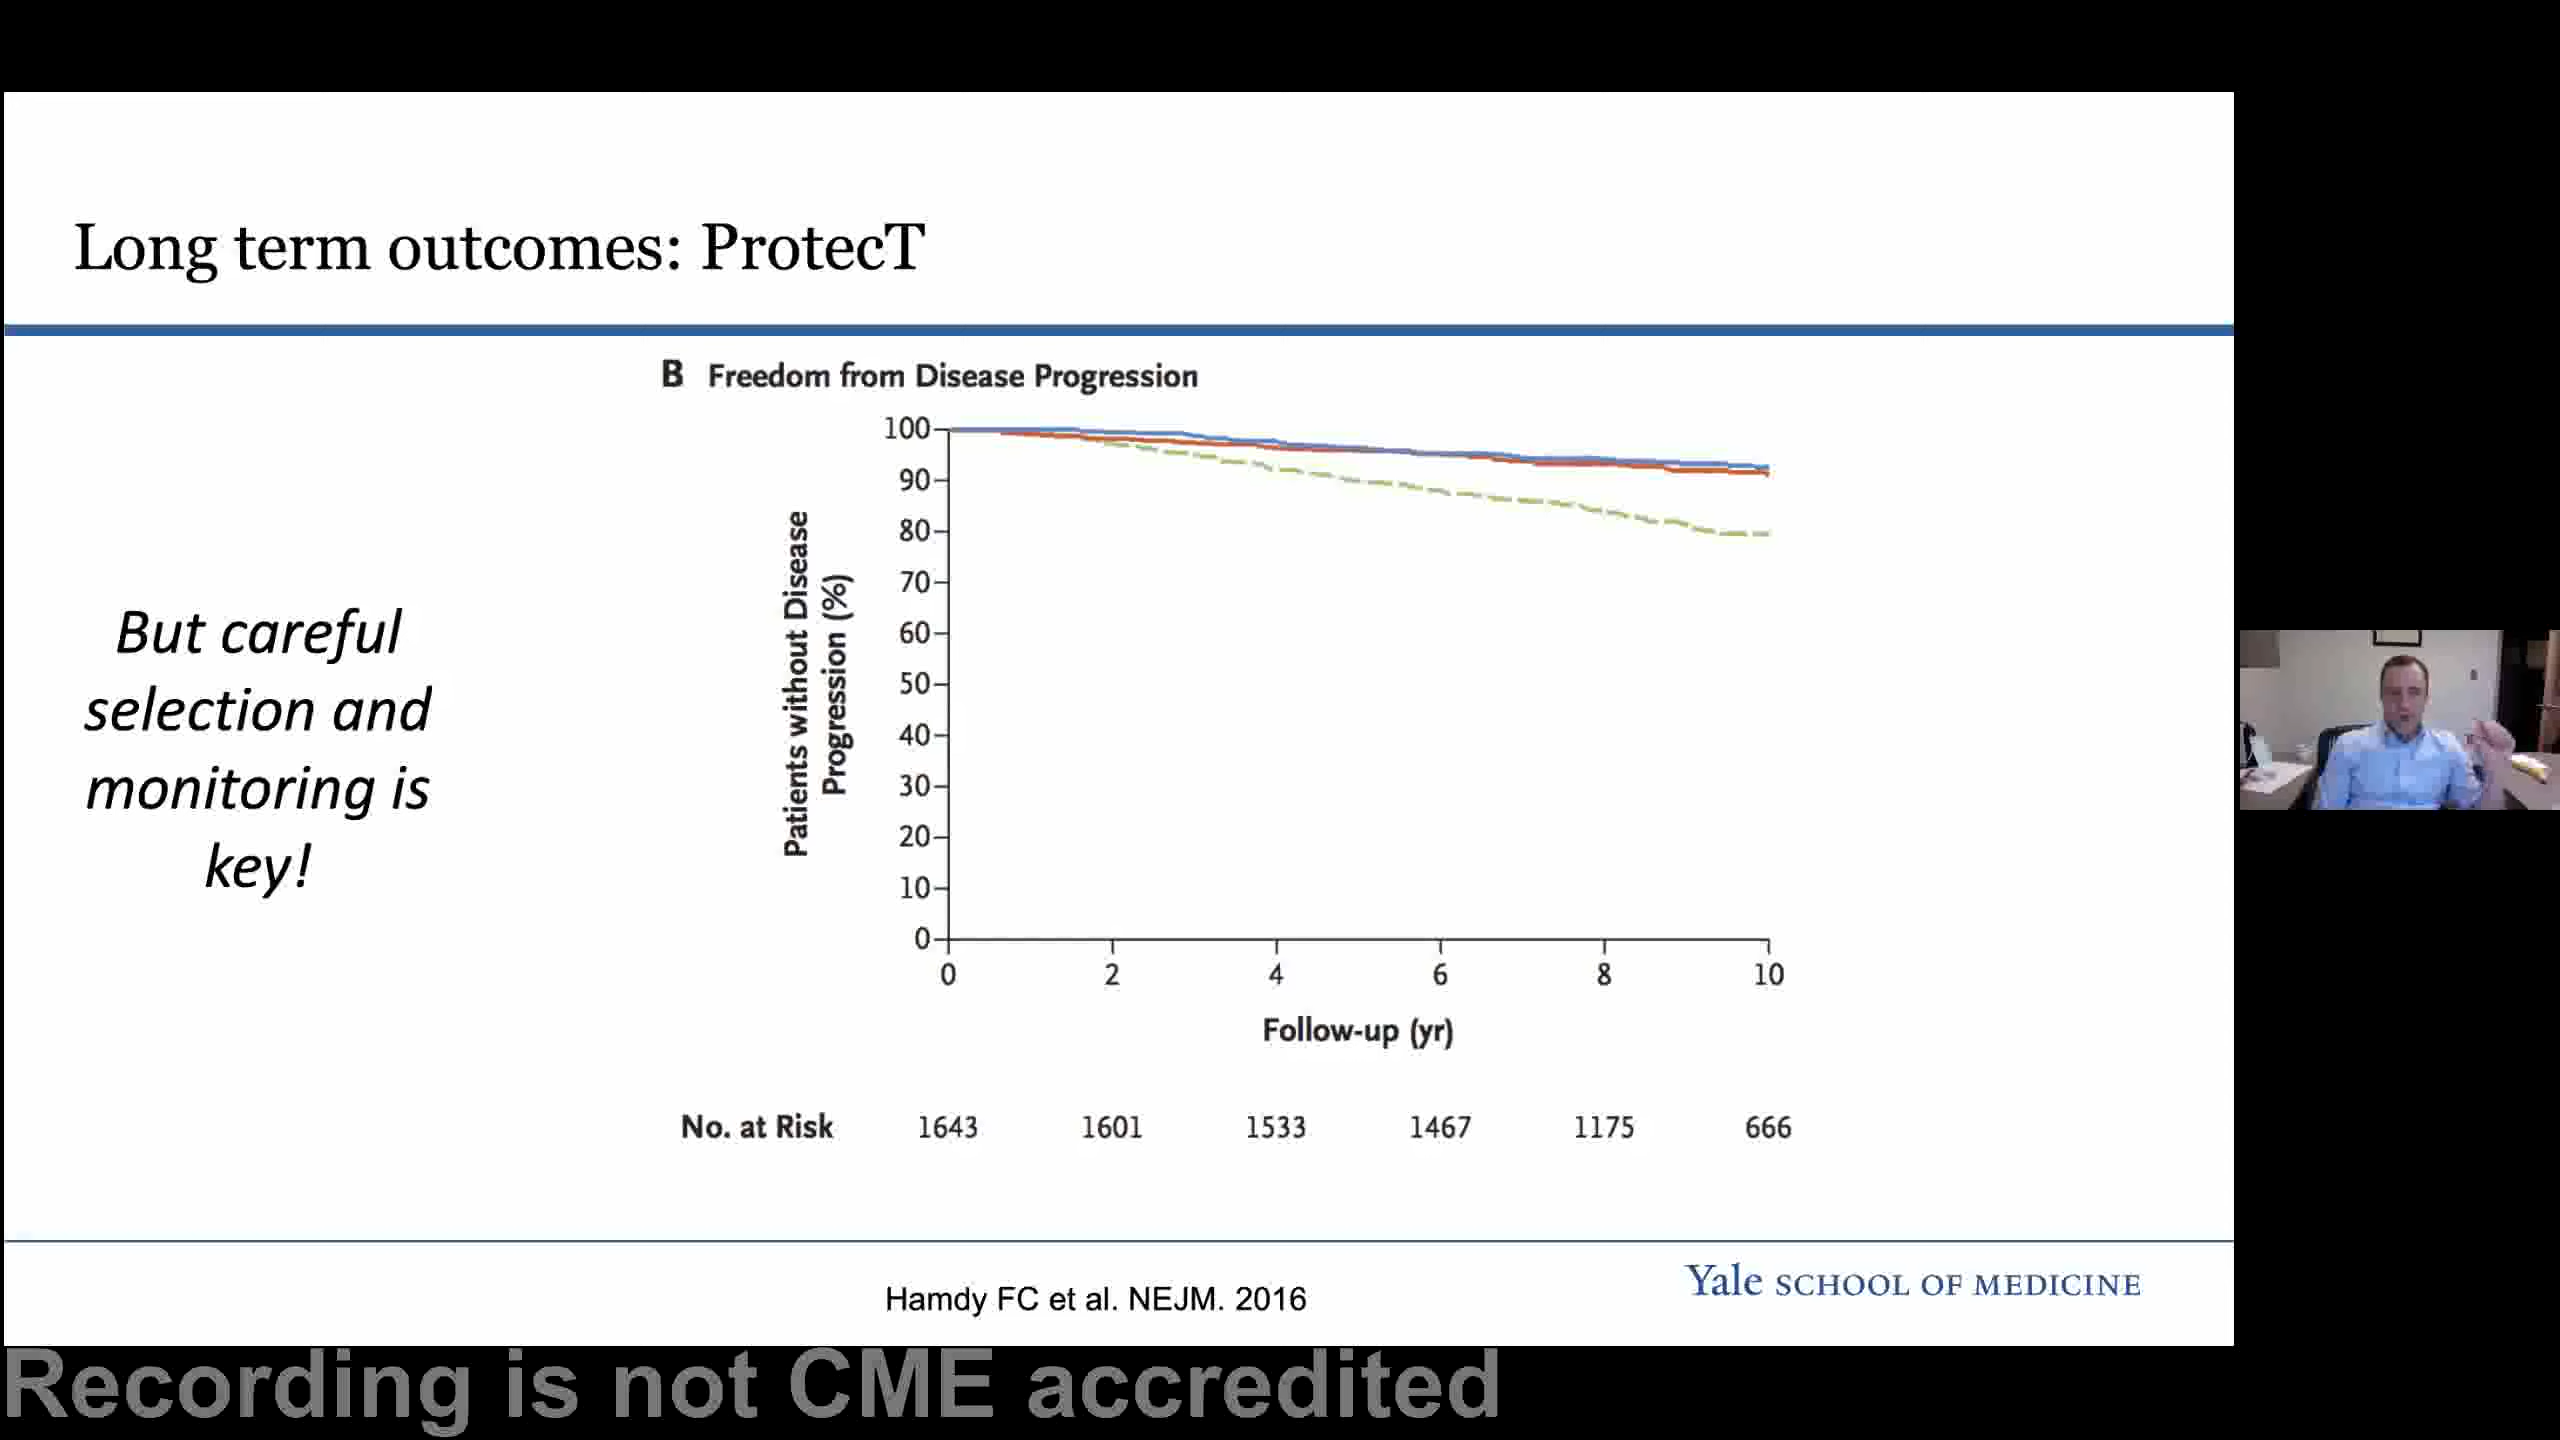 Long term outcomes: ProtecT
B Freedom from Disease Progression
But careful
selection and
monitoring is
key!
Patients without Disease
Progression (%)
100
90
80
70
60
50
40
30
20
10
0
0 2 4 6 8 10
Follow-up (yr)
No. at Risk 1643 1601 1533 1467 1175 666
Hamdy FC et al. NEJM. 2016
Yale SCHOOL OF MEDICINE
Recording is not CME accredited